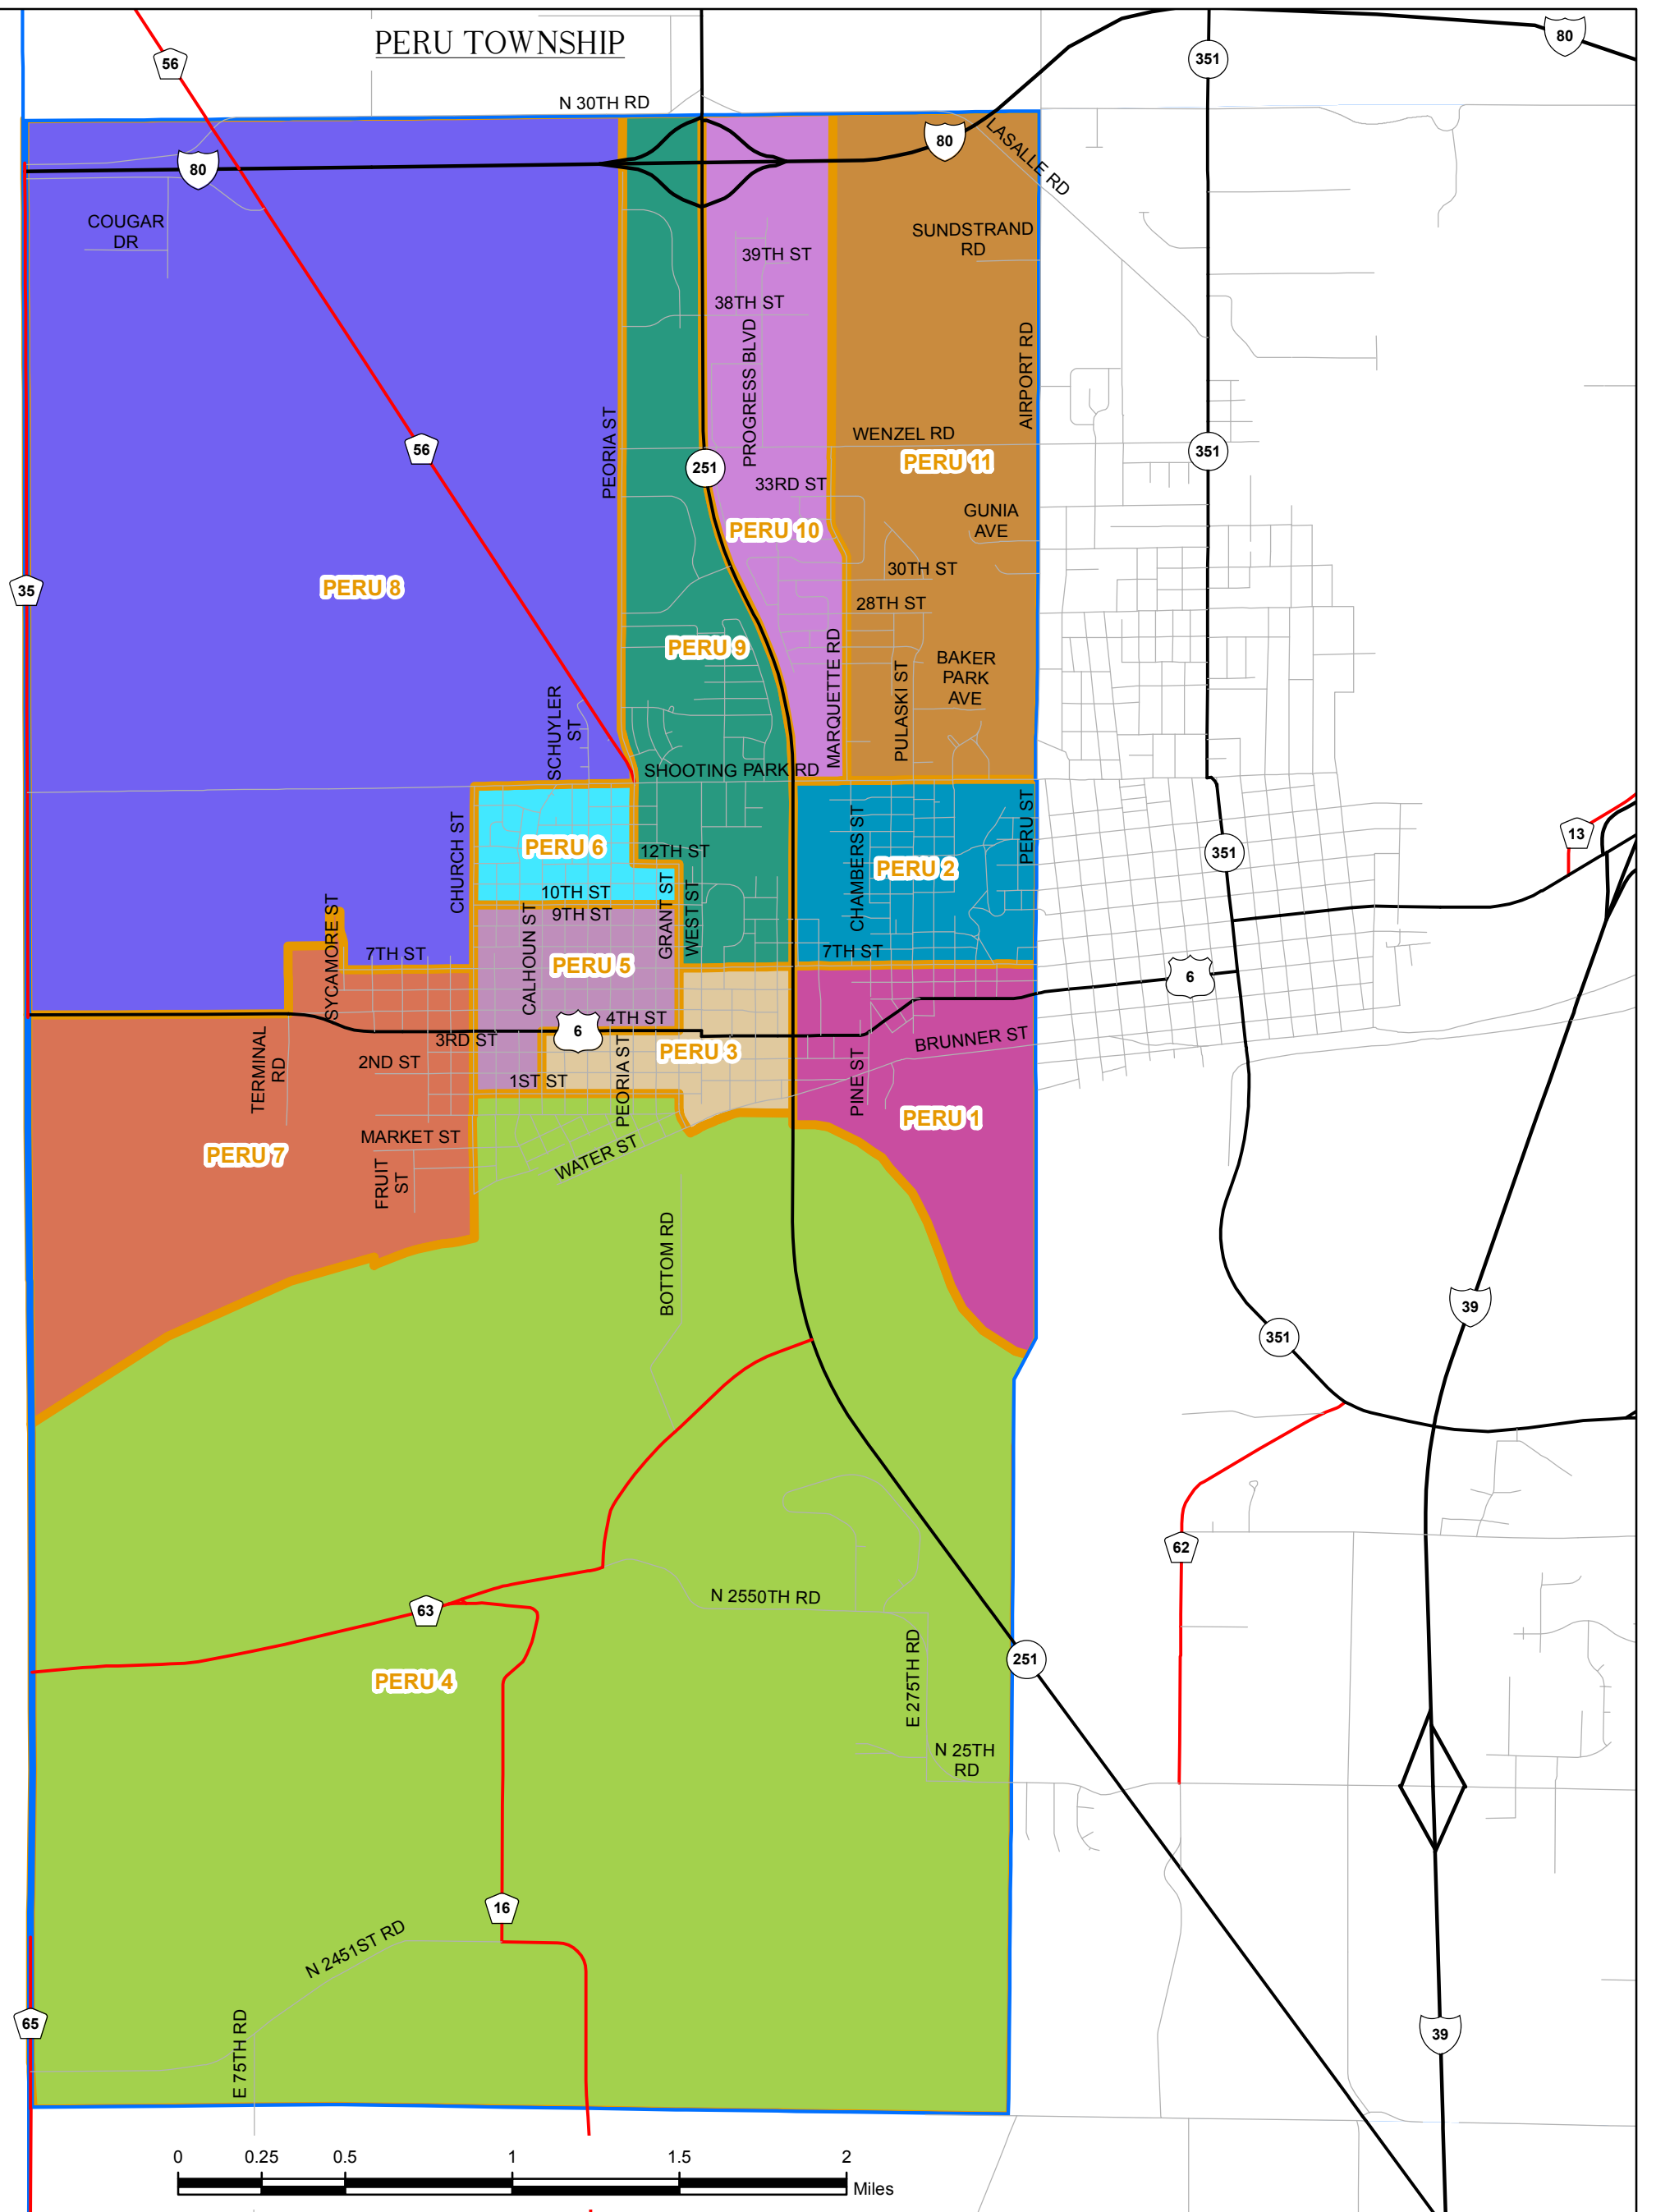 PERU TOWNSHIP
56
80
351
N 30TH RD
80
LASALLE RD
80
COUGAR
DR
SUNDSTRAND
RD
39TH ST
38TH ST
PROGRESS BLVD
AIRPORT RD
PEORIA ST
WENZEL RD
56
351
PERU 11
251
33RD ST
GUNIA
AVE
PERU 10
30TH ST
35
PERU 8
28TH ST
PERU 9
MARQUETTE RD
PULASKI ST
BAKER
PARK
AVE
SCHUYLER
ST
SHOOTING PARK RD
CHURCH ST
PERU 6
12TH ST
CHAMBERS ST
PERU 2
PERU ST
351
13
10TH ST
GRANT ST
WEST ST
9TH ST
CALHOUN ST
SYCAMORE ST
7TH ST
7TH ST
PERU 5
6
4TH ST
6
3RD ST
BRUNNER ST
PERU 3
2ND ST
PEORIA ST
TERMINAL
RD
1ST ST
PINE ST
PERU 1
MARKET ST
WATER ST
PERU 7
FRUIT
ST
BOTTOM RD
39
351
62
N 2550TH RD
63
E 275TH RD
251
PERU 4
N 25TH
RD
16
N 2451ST RD
65
E 75TH RD
39
0 0.25 0.5 1 1.5 2
Miles